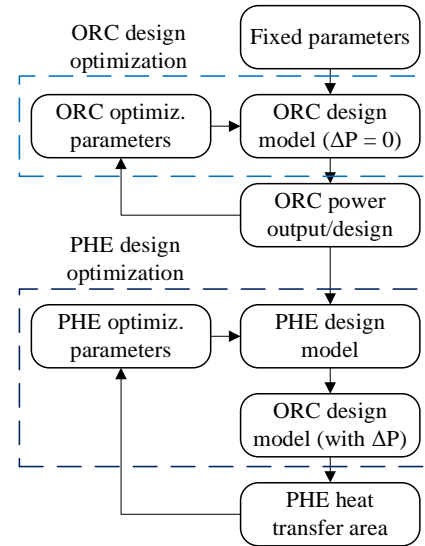 ORC design
optimization
Fixed parameters
ORC optimiz.
parameters
ORC design
model (ΔP = 0)
ORC power
output/design
PHE design
optimization
PHE optimiz.
parameters
PHE design
model
ORC design
model (with ΔP)
PHE heat
transfer area